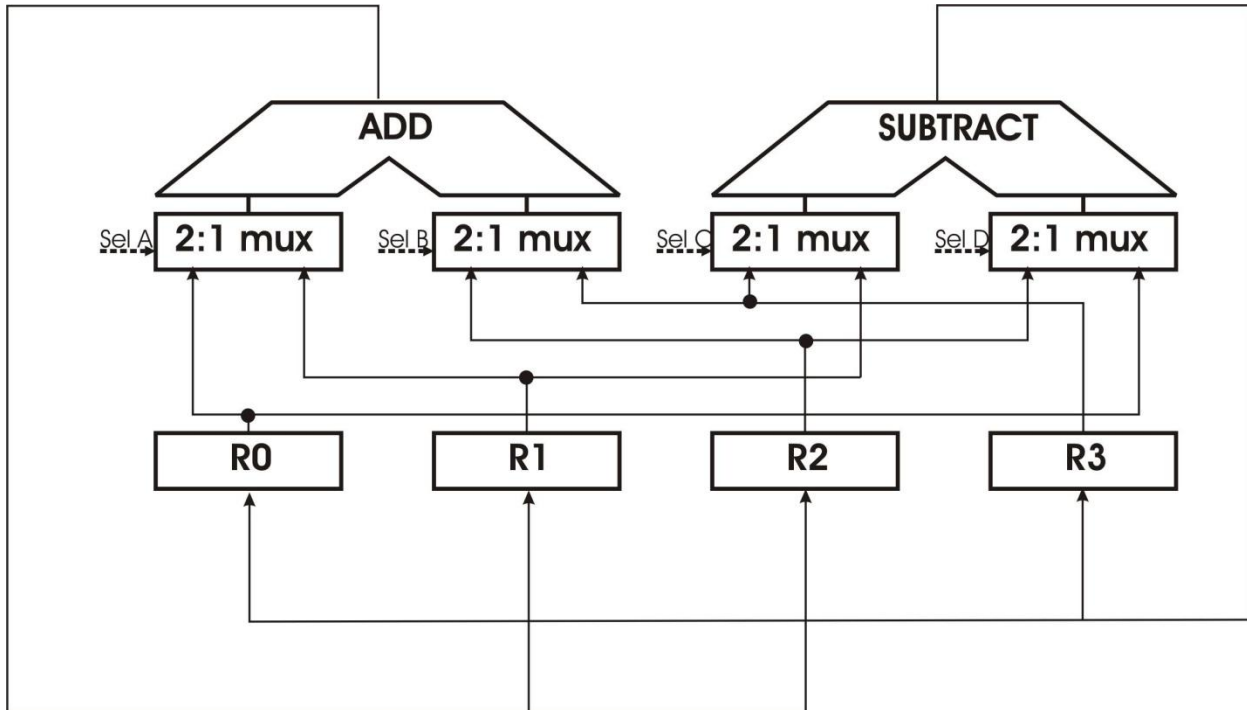 ADD
SUBTRACT
Sel A
2:1 mux
Sel B
2:1 mux
Sel C
2:1 mux
Sel D
2:1 mux
R0
R1
R2
R3